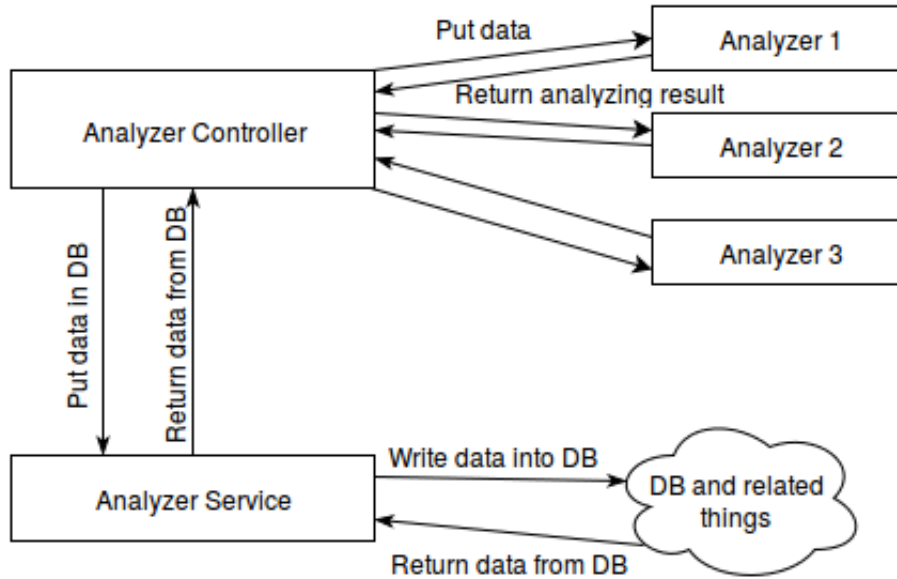 Put data
Analyzer 1
Analyzer Controller
Return analyzing result
Analyzer 2
Analyzer 3
Put data in DB
Return data from DB
Analyzer Service
Write data into DB
DB and related
things
Return data from DB